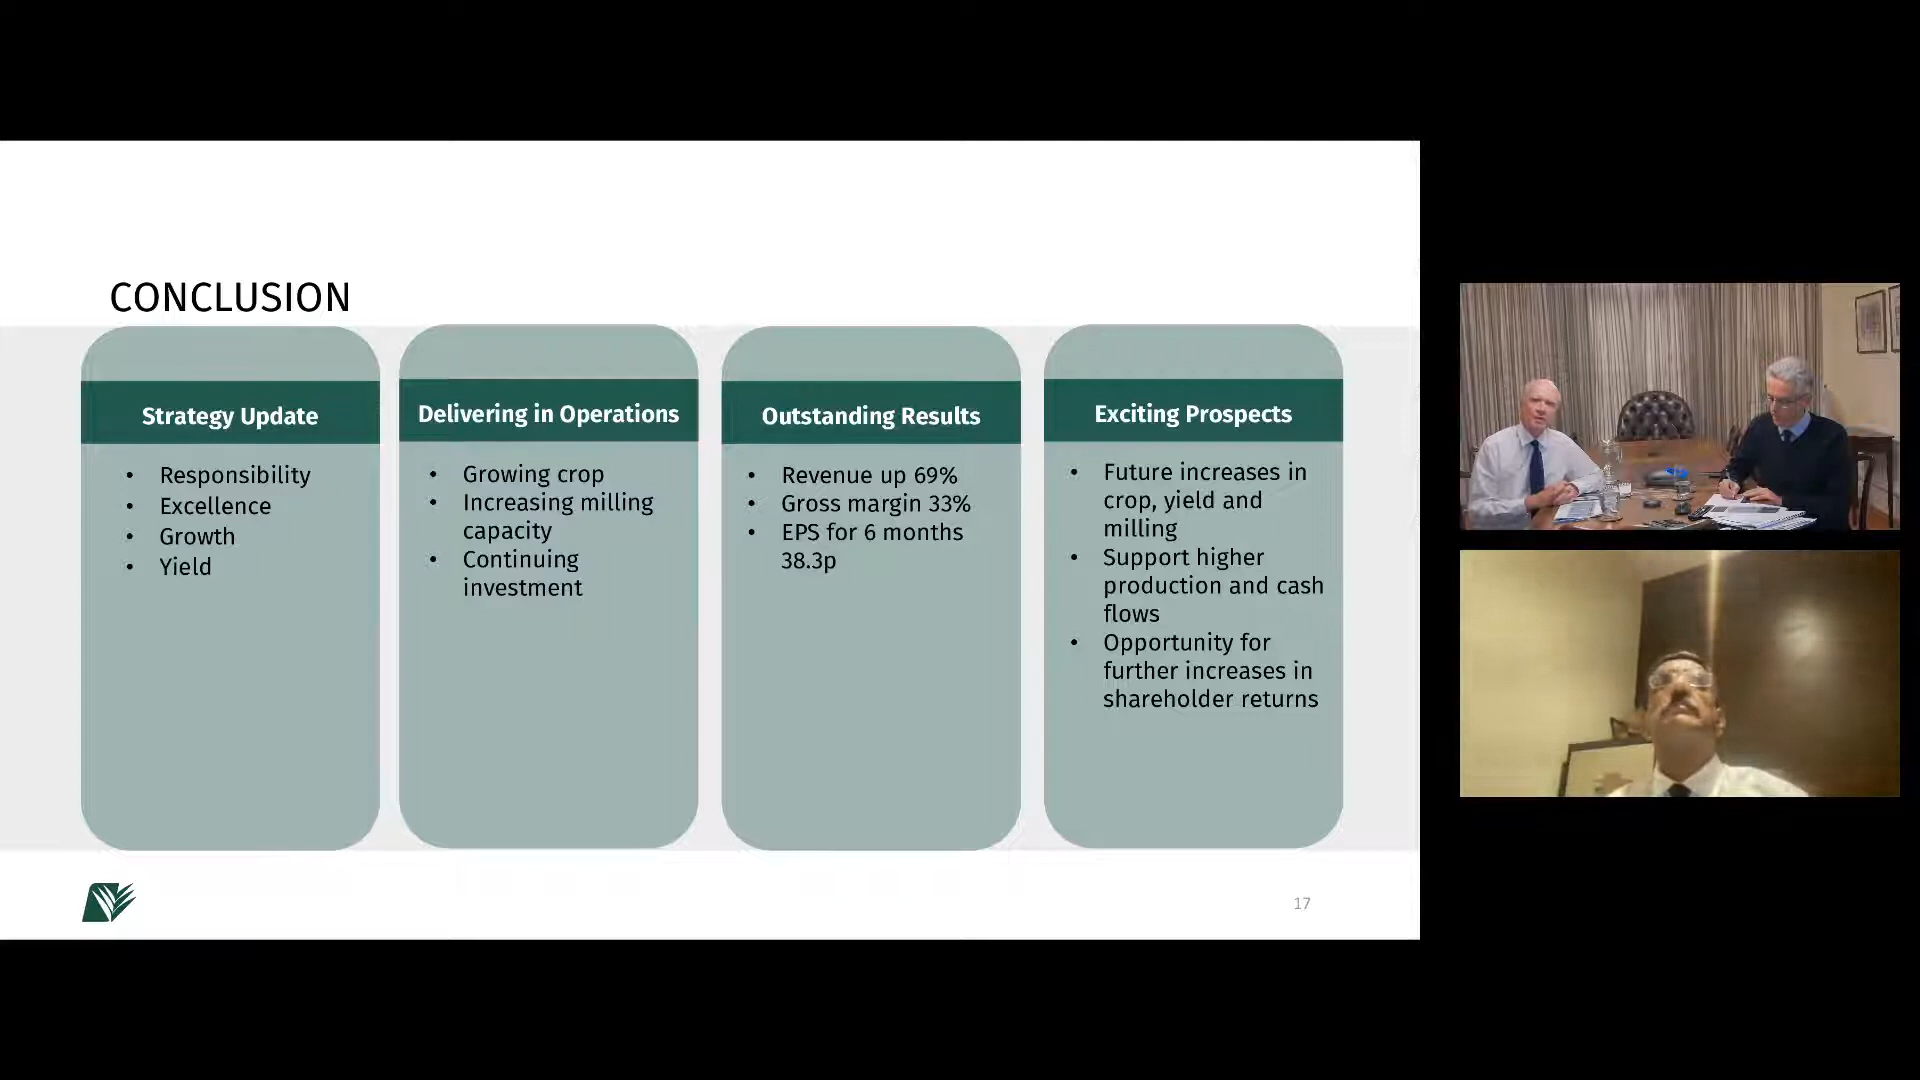 CONCLUSION
Strategy Update
• Responsibility
• Excellence
• Growth
• Yield
Delivering in Operations
• Growing crop
• Increasing milling
capacity
• Continuing
investment
Outstanding Results
• Revenue up 69%
• Gross margin 33%
• EPS for 6 months
38.3p
Exciting Prospects
• Future increases in
crop, yield and
milling
• Support higher
production and cash
flows
• Opportunity for
further increases in
shareholder returns
17